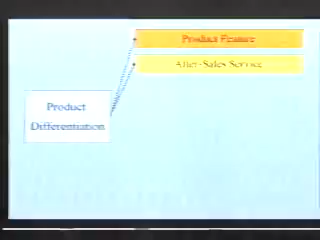 Product Feature
After-Sales Service
Product
Differentiation